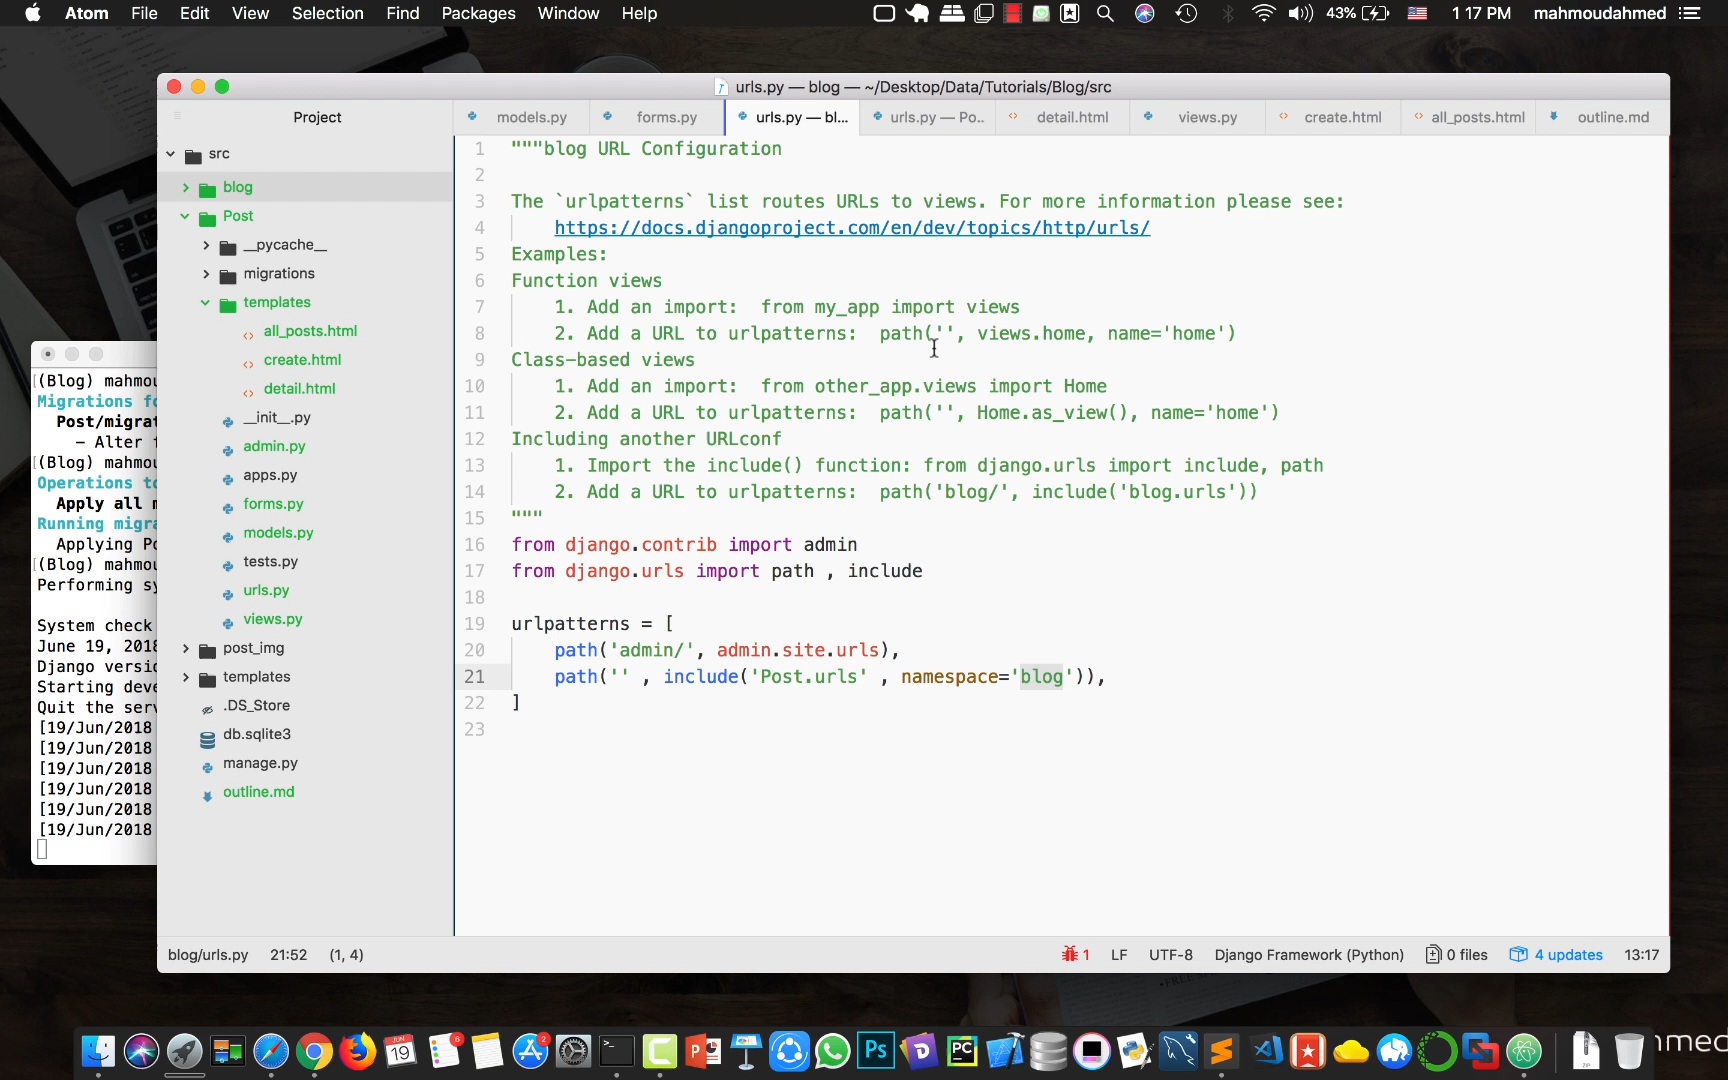 Atom File Edit View Selection Find Packages Window Help
43% 1 17 PM mahmoudahmed
urls.py — blog — ~/Desktop/Data/Tutorials/Blog/src
Project
models.py forms.py urls.py — bl... urls.py — Po.. detail.html views.py create.html all_posts.html outline.md
src
blog
Post
__pycache__
migrations
templates
all_posts.html
create.html
detail.html
__init__.py
admin.py
apps.py
forms.py
models.py
tests.py
urls.py
views.py
post_img
templates
.DS_Store
db.sqlite3
manage.py
outline.md
1 """blog URL Configuration
2
3 The `urlpatterns` list routes URLs to views. For more information please see:
4 https://docs.djangoproject.com/en/dev/topics/http/urls/
5 Examples:
6 Function views
7 1. Add an import:  from my_app import views
8 2. Add a URL to urlpatterns:  path('', views.home, name='home')
9 Class-based views
10 1. Add an import:  from other_app.views import Home
11 2. Add a URL to urlpatterns:  path('', Home.as_view(), name='home')
12 Including another URLconf
13 1. Import the include() function: from django.urls import include, path
14 2. Add a URL to urlpatterns:  path('blog/', include('blog.urls'))
15 """
16 from django.contrib import admin
17 from django.urls import path , include
18
19 urlpatterns = [
20 path('admin/', admin.site.urls),
21 path('' , include('Post.urls' , namespace='blog')),
22 ]
23
(Blog) mahmou
Migrations fo
Post/migrat
- Alter f
(Blog) mahmou
Operations to
Apply all m
Running migra
Applying Po
(Blog) mahmou
Performing sy
System check
June 19, 2018
Django versio
Starting deve
Quit the serv
[19/Jun/2018
[19/Jun/2018
[19/Jun/2018
[19/Jun/2018
[19/Jun/2018
[19/Jun/2018
blog/urls.py 21:52 (1, 4) 1 LF UTF-8 Django Framework (Python) 0 files 4 updates 13:17